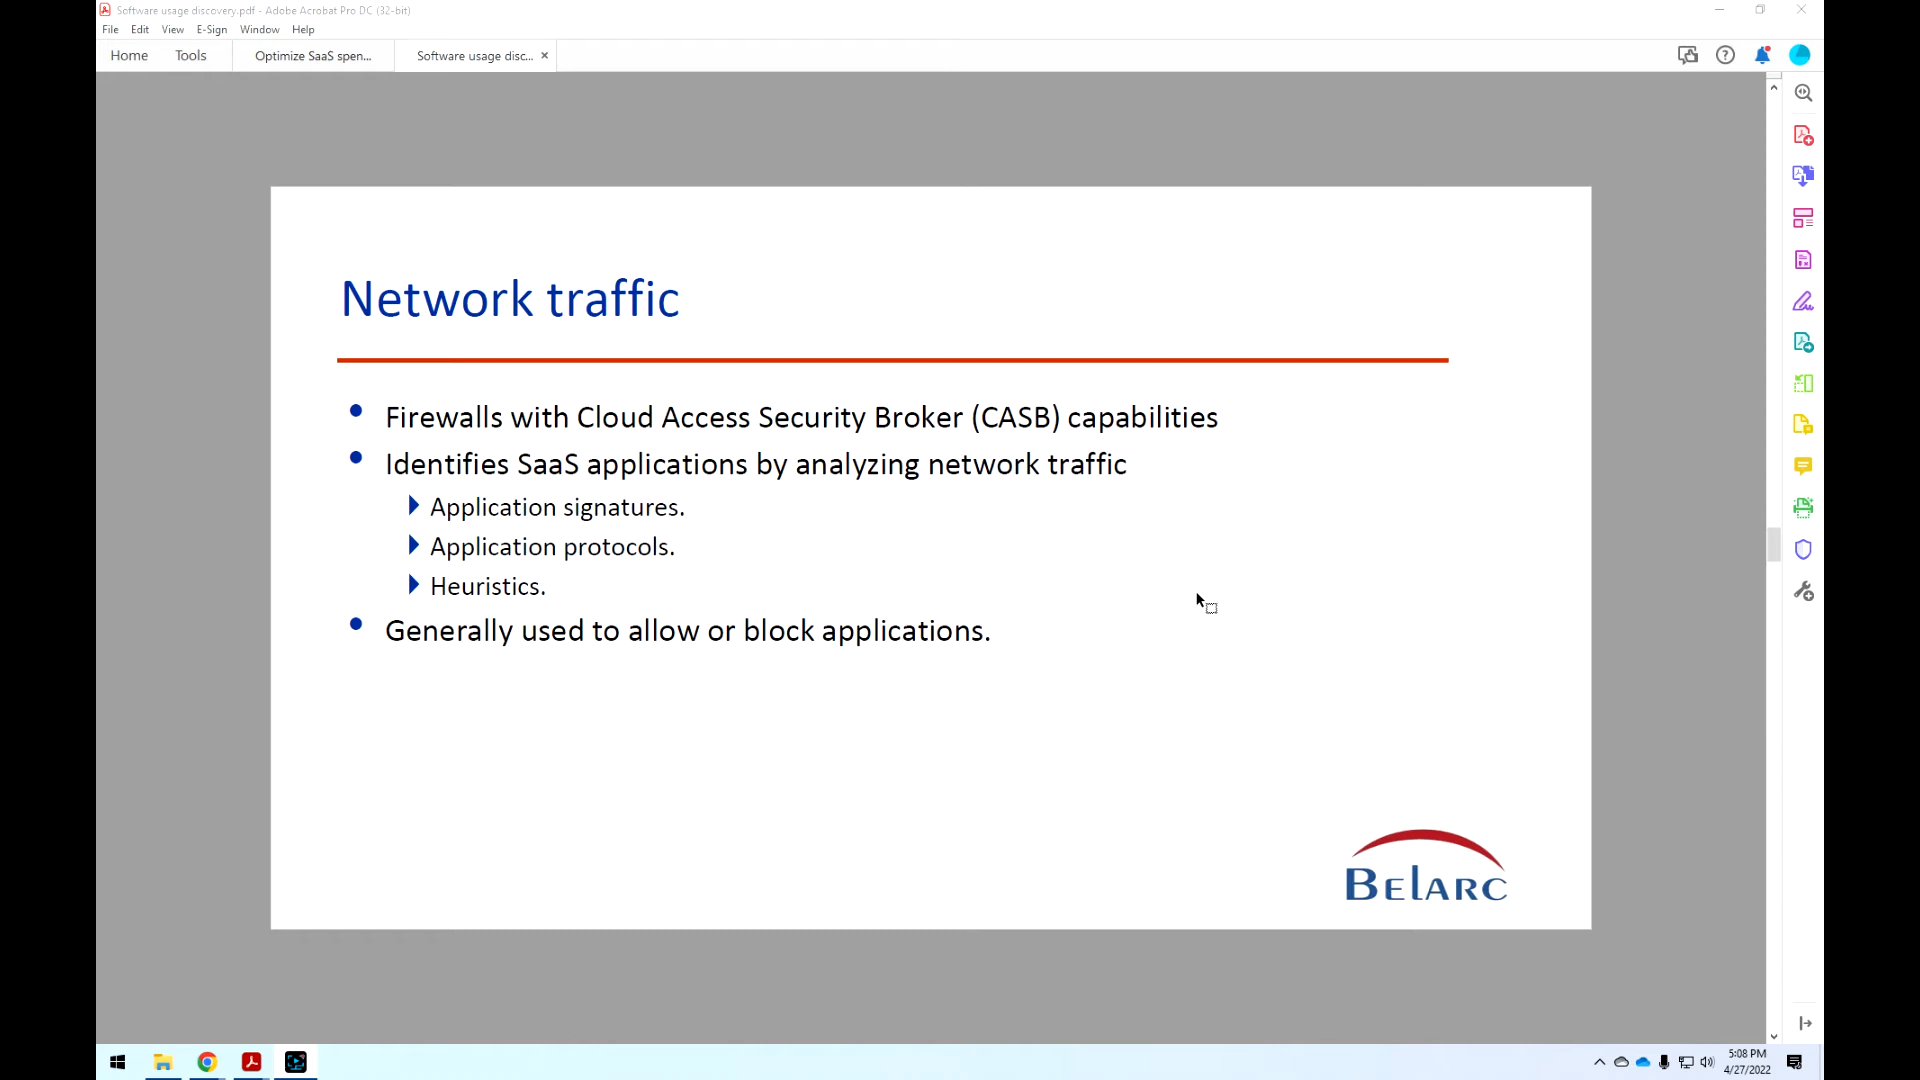 Software usage discovery.pdf - Adobe Acrobat Pro DC (32-bit)
File Edit View E-Sign Window Help
Home Tools Optimize SaaS spen... Software usage disc... ×
Network traffic
• Firewalls with Cloud Access Security Broker (CASB) capabilities
• Identifies SaaS applications by analyzing network traffic
Application signatures.
Application protocols.
Heuristics.
• Generally used to allow or block applications.
BELARC
5:08 PM
4/27/2022